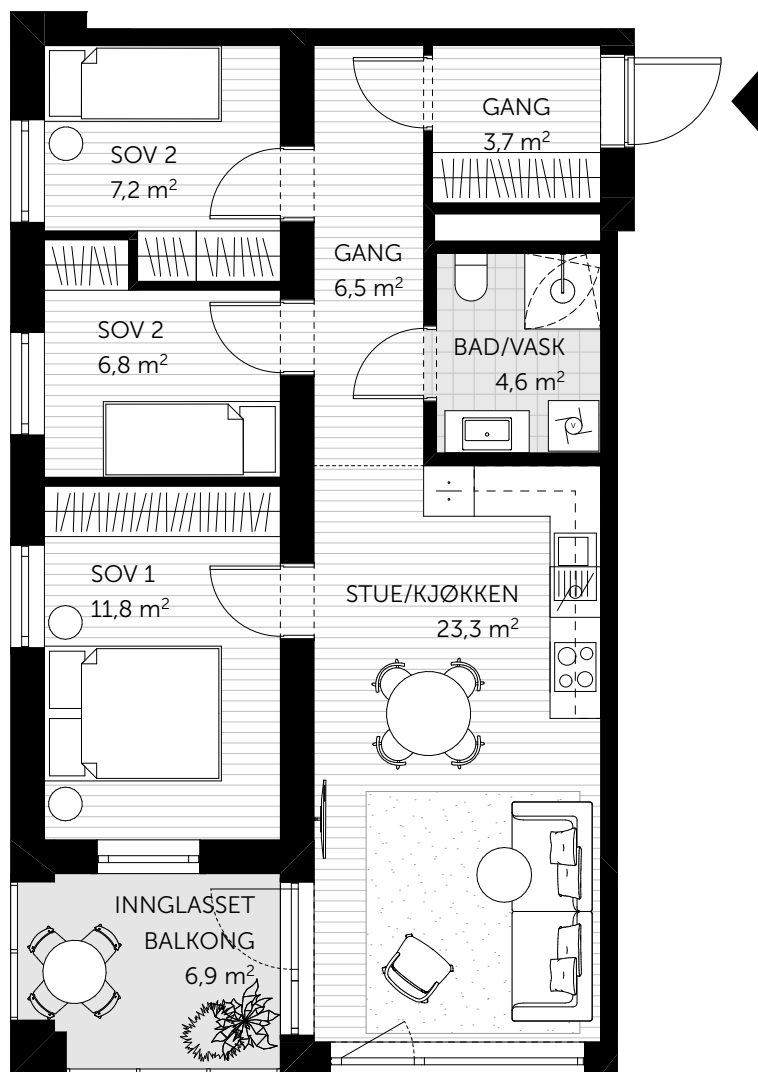 GANG
3,7 m²
SOV 2
7,2 m²
GANG
6,5 m²
SOV 2
6,8 m²
BAD/VASK
4,6 m²
V
SOV 1
11,8 m²
STUE/KJØKKEN
23,3 m²
INNGLASSET
BALKONG
6,9 m²